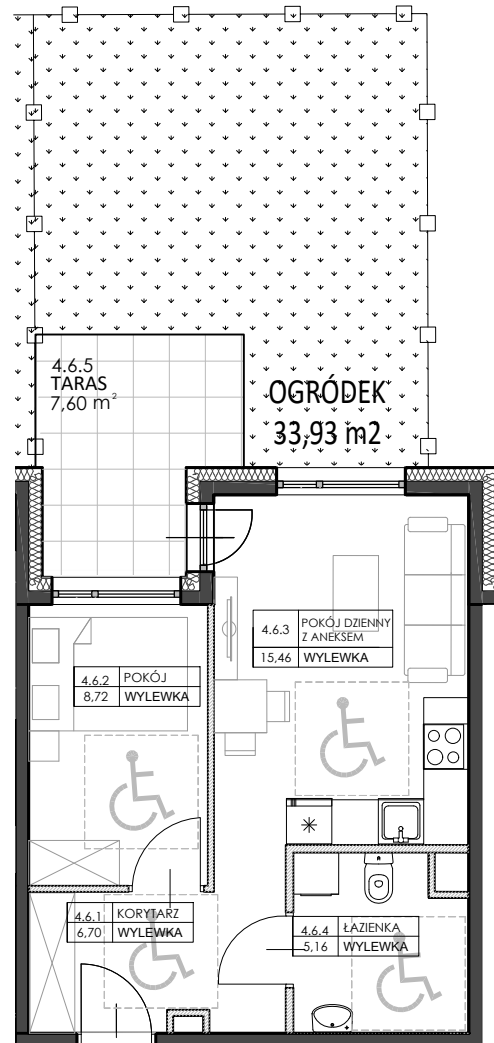 4.6.5
TARAS
7,60 m²
OGRÓDEK
33,93 m2
4.6.3 POKÓJ DZIENNY
Z ANEKSEM
15,46 WYLEWKA
4.6.2 POKÓJ
8,72 WYLEWKA
4.6.1 KORYTARZ
6,70 WYLEWKA
4.6.4 ŁAZIENKA
5,16 WYLEWKA